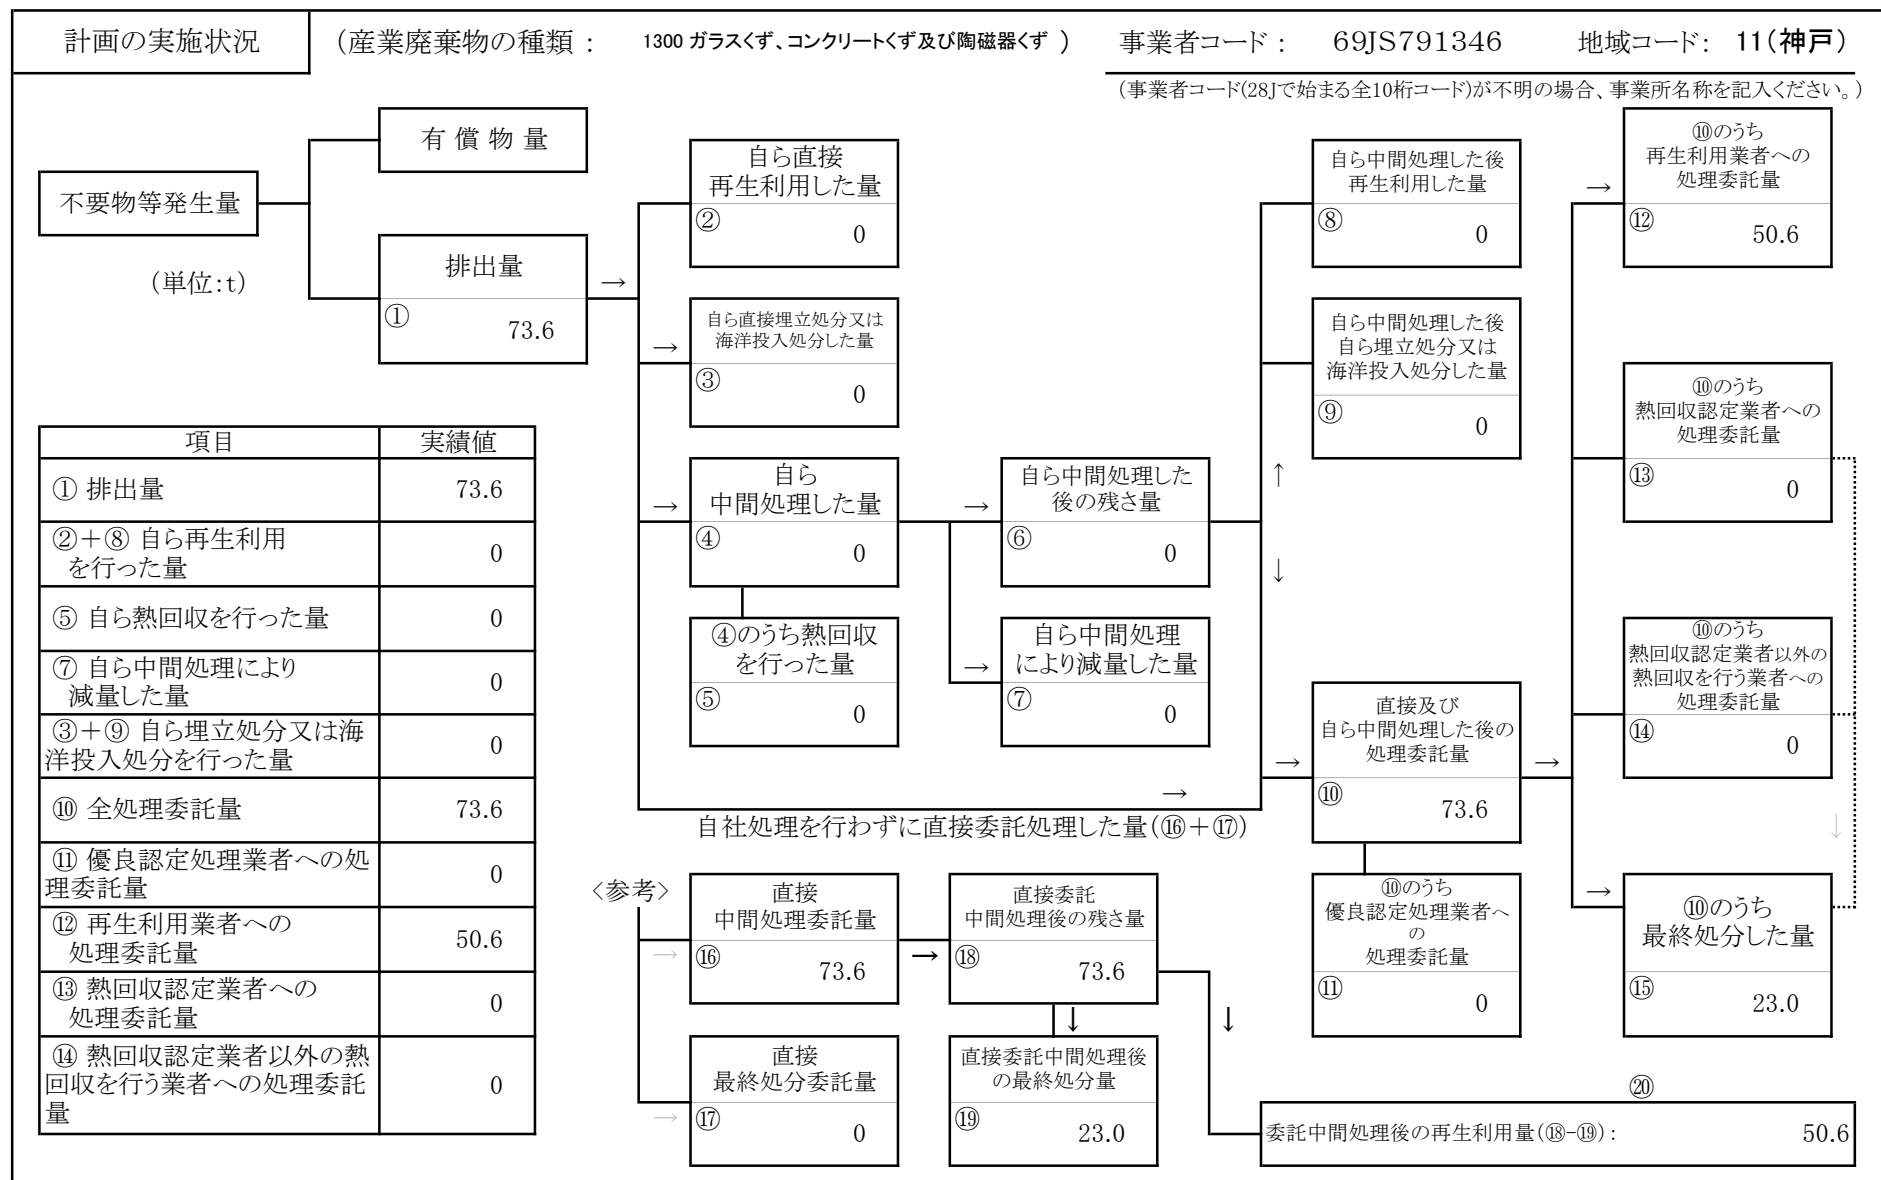 計画の実施状況
（産業廃棄物の種類： 1300 ガラスくず、コンクリートくず及び陶磁器くず ）
事業者コード： 69JS791346 地域コード： 11（神戸）
（事業者コード(28Jで始まる全10桁コード)が不明の場合、事業所名称を記入ください。）
不要物等発生量
（単位:t）
有 償 物 量
排出量
→
① 73.6
自ら直接
再生利用した量
② 0
→
自ら直接埋立処分又は
海洋投入処分した量
③ 0
→
自ら
中間処理した量
④ 0
④のうち熱回収
を行った量
⑤ 0
→
自ら中間処理した
後の残さ量
⑥ 0
→
自ら中間処理
により減量した量
⑦ 0
↑
↓
自ら中間処理した後
再生利用した量
⑧ 0
自ら中間処理した後
自ら埋立処分又は
海洋投入処分した量
⑨ 0
→
自社処理を行わずに直接委託処理した量（⑯＋⑰）
→
直接及び
自ら中間処理した後の
処理委託量
⑩ 73.6
→
⑩のうち
優良認定処理業者へ
の
処理委託量
⑪ 0
→
⑩のうち
再生利用業者への
処理委託量
⑫ 50.6
⑩のうち
熱回収認定業者への
処理委託量
⑬ 0
⑩のうち
熱回収認定業者以外の
熱回収を行う業者への
処理委託量
⑭ 0
↓
→
⑩のうち
最終処分した量
⑮ 23.0
項目 実績値
① 排出量 73.6
②＋⑧ 自ら再生利用
を行った量
0
⑤ 自ら熱回収を行った量 0
⑦ 自ら中間処理により
減量した量
0
③＋⑨ 自ら埋立処分又は海
洋投入処分を行った量
0
⑩ 全処理委託量 73.6
⑪ 優良認定処理業者への処
理委託量
0
⑫ 再生利用業者への
処理委託量
50.6
⑬ 熱回収認定業者への
処理委託量
0
⑭ 熱回収認定業者以外の熱
回収を行う業者への処理委託
量
0
〈参考〉
→
直接
中間処理委託量
⑯ 73.6
→
直接委託
中間処理後の残さ量
⑱ 73.6
↓
↓
→
直接
最終処分委託量
⑰ 0
直接委託中間処理後
の最終処分量
⑲ 23.0
⑳
委託中間処理後の再生利用量（⑱-⑲）： 50.6